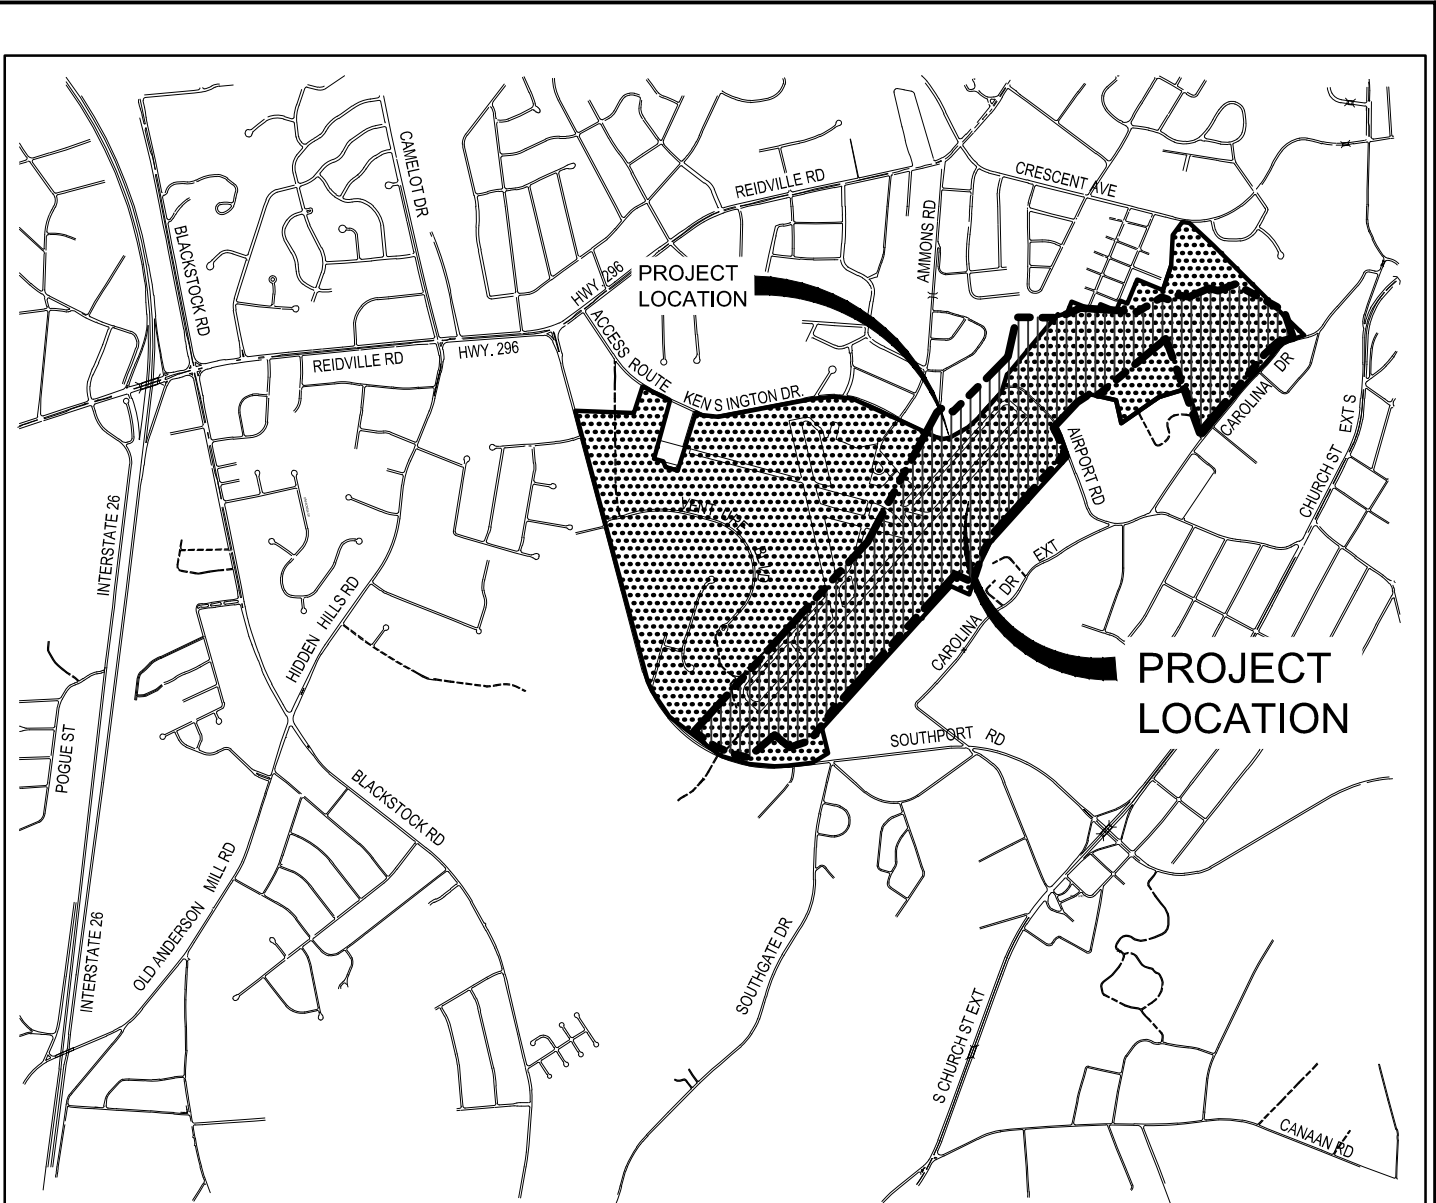 CAMELOT DR
REIDVILLE RD
CRESCENT AVE
AMMONS RD
BLACKSTOCK RD
HWY. 296
PROJECT
LOCATION
ACCESS ROUTE
REIDVILLE RD
HWY. 296
KENSINGTON DR.
CAROLINA DR
CHURCH ST EXT S
AIRPORT RD
INTERSTATE 26
VENTURE BLVD
HIDDEN HILLS RD
CAROLINA DR EXT
PROJECT
LOCATION
POGUE ST
SOUTHPORT RD
BLACKSTOCK RD
OLD ANDERSON MILL RD
INTERSTATE 26
SOUTHGATE DR
S CHURCH ST EXT
CANAAN RD